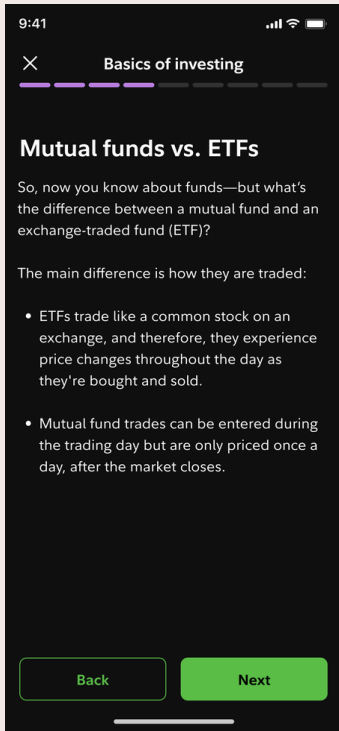 9:41
Basics of investing
Mutual funds vs. ETFs
So, now you know about funds—but what's
the difference between a mutual fund and an
exchange-traded fund (ETF)?
The main difference is how they are traded:
• ETFs trade like a common stock on an
exchange, and therefore, they experience
price changes throughout the day as
they're bought and sold.
• Mutual fund trades can be entered during
the trading day but are only priced once a
day, after the market closes.
Back
Next